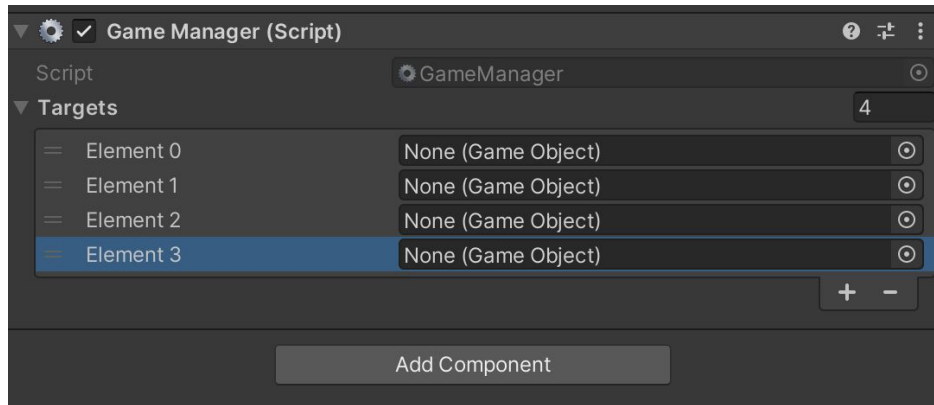 Game Manager (Script)
Script GameManager
Targets 4
Element 0 None (Game Object)
Element 1 None (Game Object)
Element 2 None (Game Object)
Element 3 None (Game Object)
+ -
Add Component